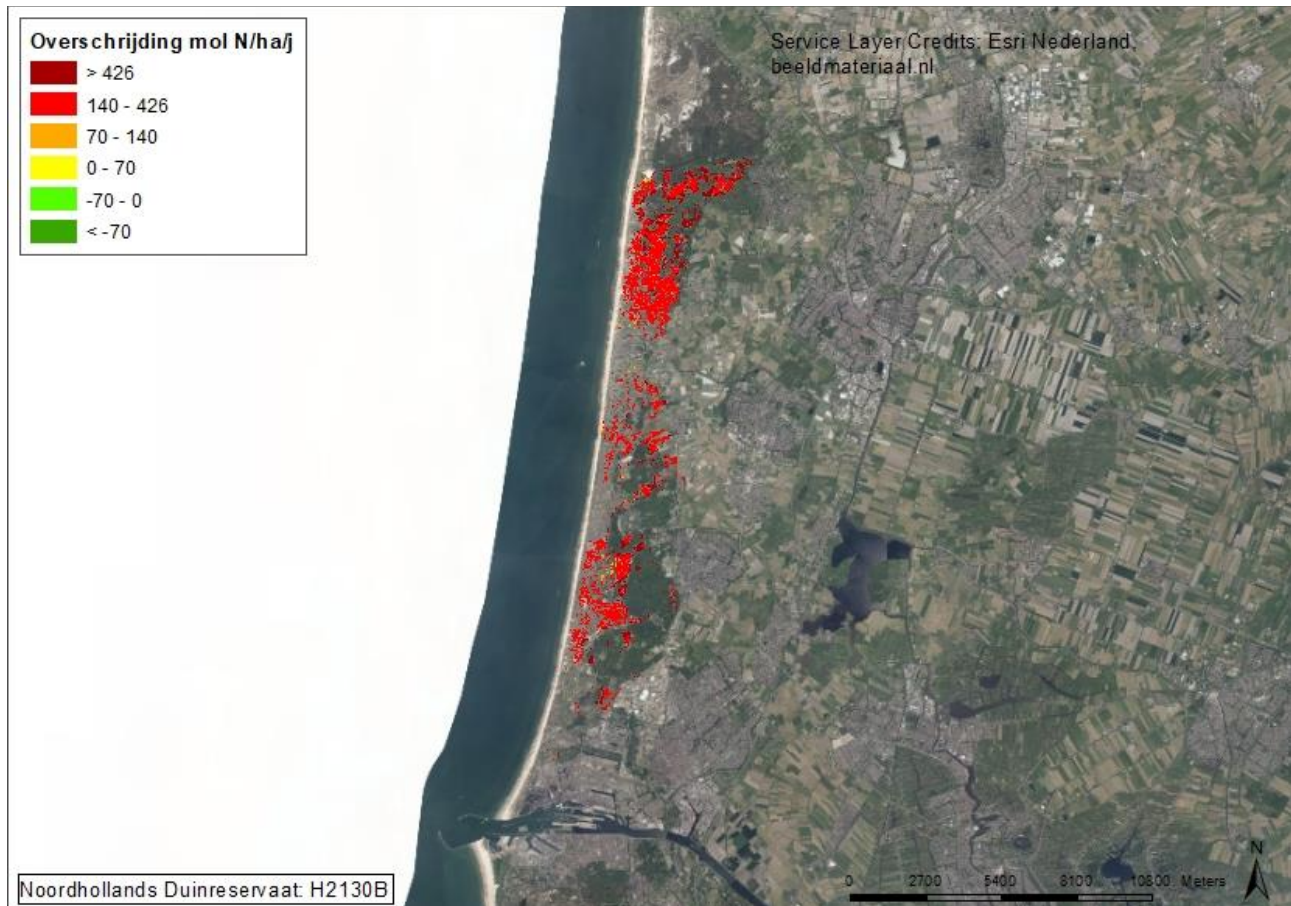 Overschrijding mol N/ha/j
> 426
140 - 426
70 - 140
0 - 70
-70 - 0
< -70
Service Layer Credits: Esri Nederland,
beeldmateriaal.nl
Noordhollands Duinreservaat: H2130B
0 2700 5400 8100 10800 Meters
N